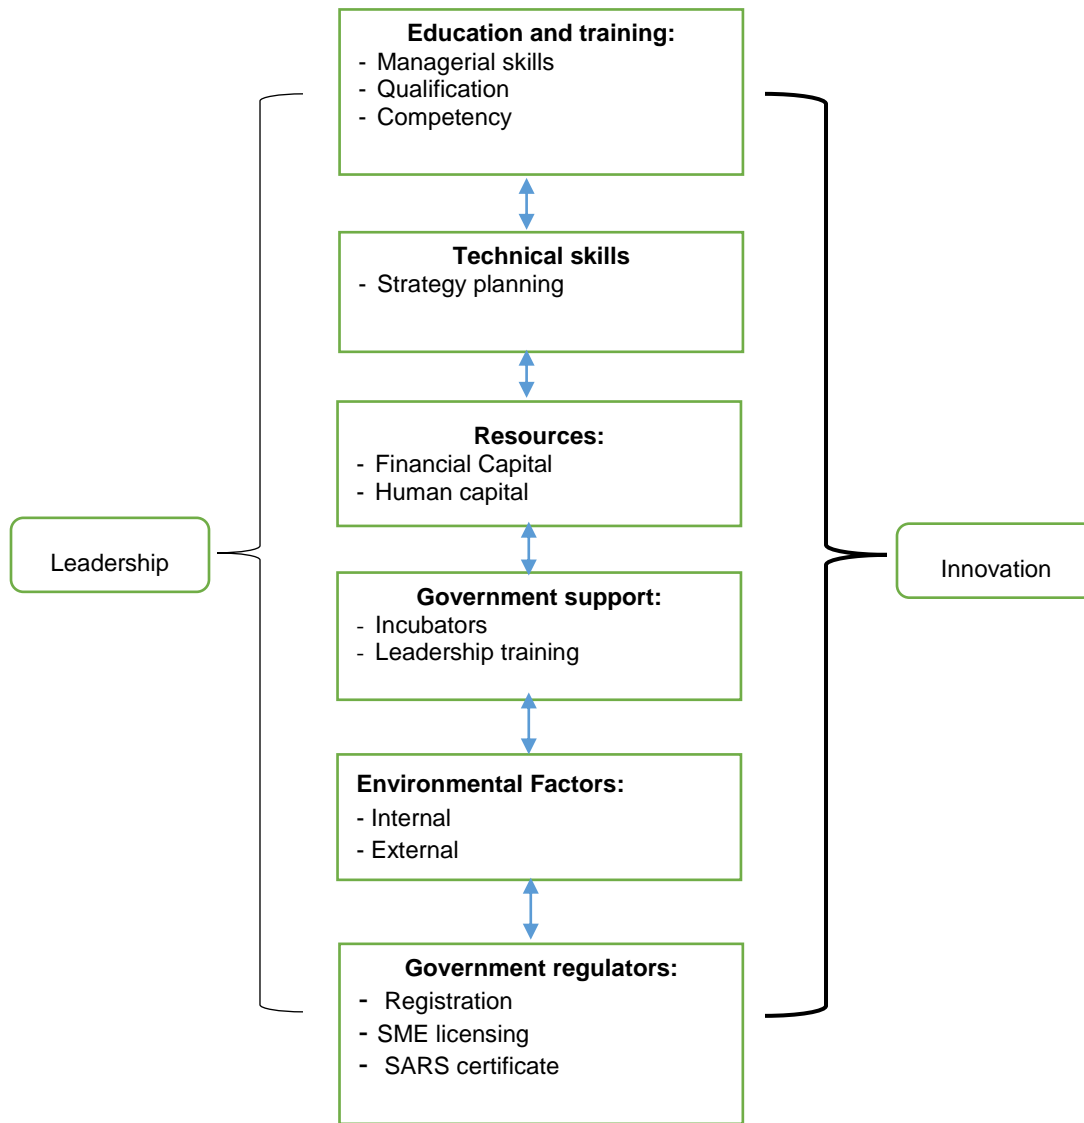 Education and training:
- Managerial skills
- Qualification
- Competency
Technical skills
- Strategy planning
Resources:
- Financial Capital
- Human capital
Leadership
Innovation
Government support:
- Incubators
- Leadership training
Environmental Factors:
- Internal
- External
Government regulators:
- Registration
- SME licensing
- SARS certificate